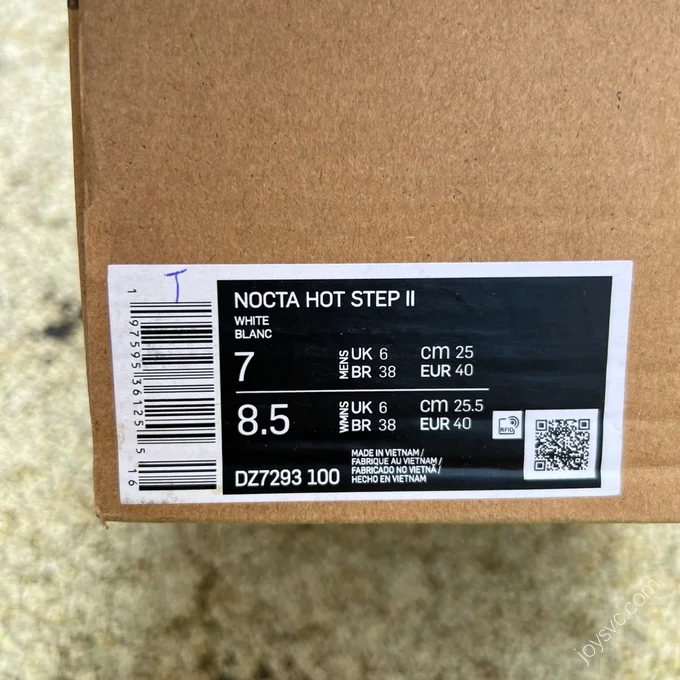 T
1 97595 36125 5 16
NOCTA HOT STEP II
WHITE
BLANC
7 MENS UK 6 cm 25
BR 38 EUR 40
8.5 WMNS UK 6 cm 25.5
BR 38 EUR 40
RFID
DZ7293 100
MADE IN VIETNAM /
FABRIQUE AU VIETNAM /
FABRICADO NO VIETNÃ /
HECHO EN VIETNAM
joysvc.com